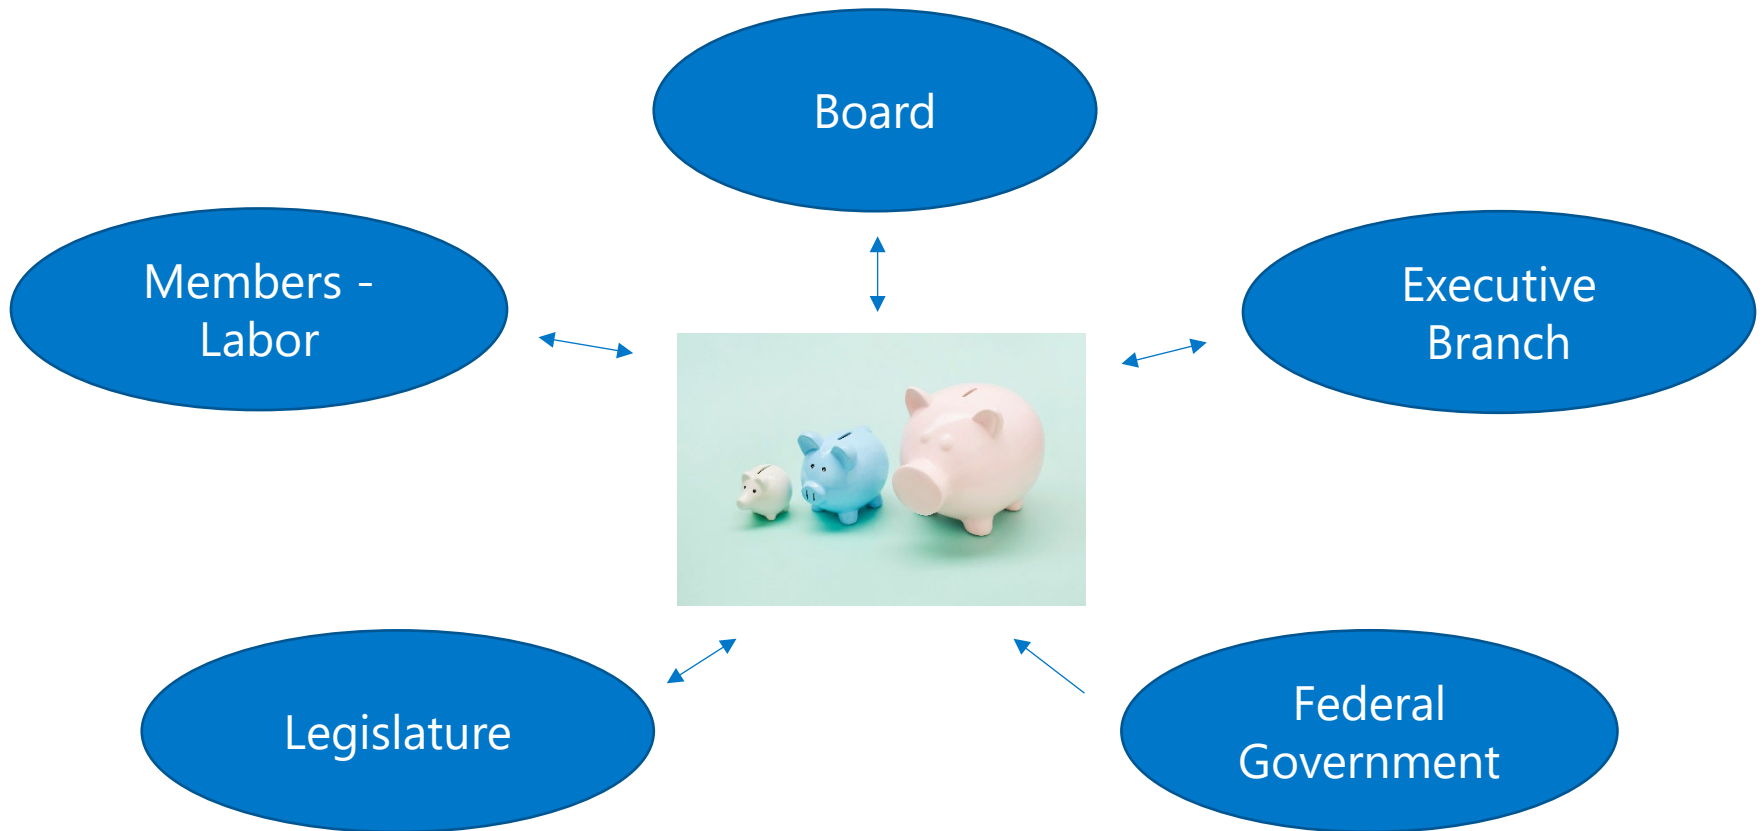 Board
Members -
Labor
Executive
Branch
Legislature
Federal
Government